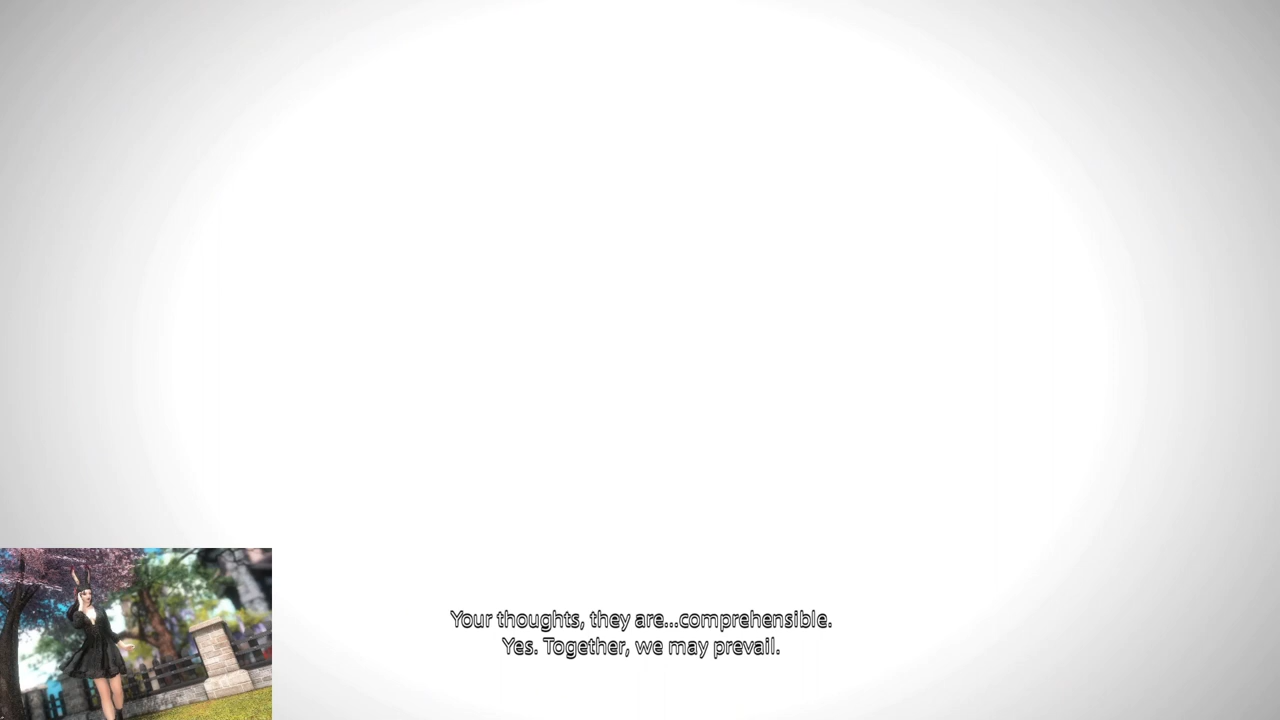 Your thoughts, they are...comprehensible.
Yes. Together, we may prevail.